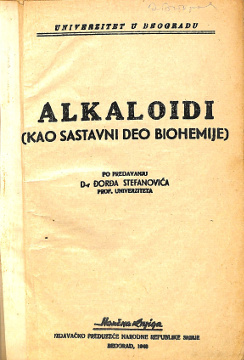 UNIVERZITET U BEOGRADU
ALKALOIDI
(KAO SASTAVNI DEO BIOHEMIJE)
PO PREDAVANJU
Dr ĐORĐA STEFANOVIĆA
PROF. UNIVERZITETA
Naučna Knjiga
IZDAVAČKO PREDUZEĆE NARODNE REPUBLIKE SRBIJE
BEOGRAD, 1948